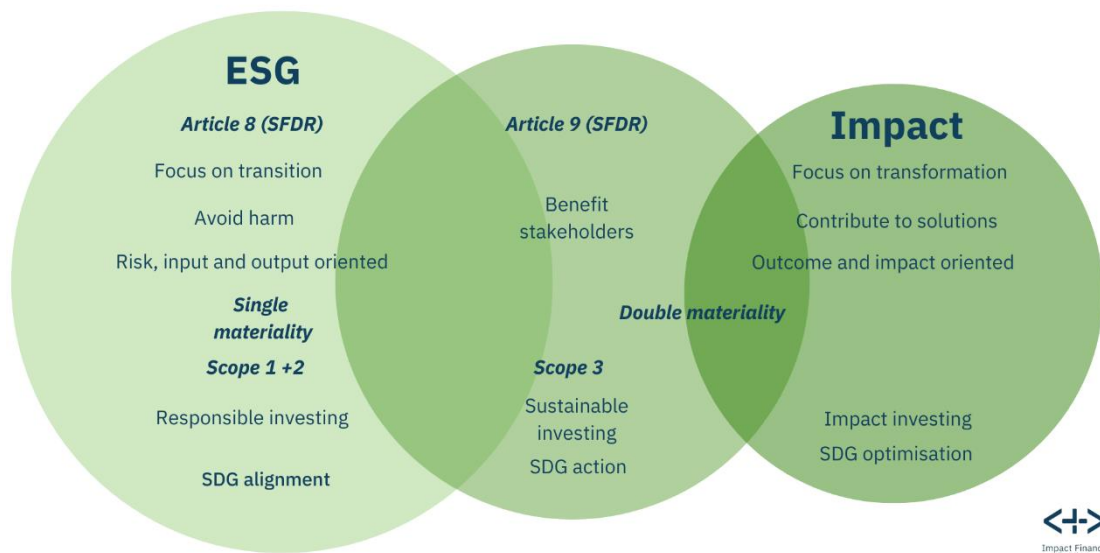 ESG
Article 8 (SFDR)
Focus on transition
Avoid harm
Risk, input and output oriented
Single
materiality
Scope 1 +2
Responsible investing
SDG alignment
Article 9 (SFDR)
Benefit
stakeholders
Double materiality
Scope 3
Sustainable
investing
SDG action
Impact
Focus on transformation
Contribute to solutions
Outcome and impact oriented
Impact investing
SDG optimisation
Impact Financ